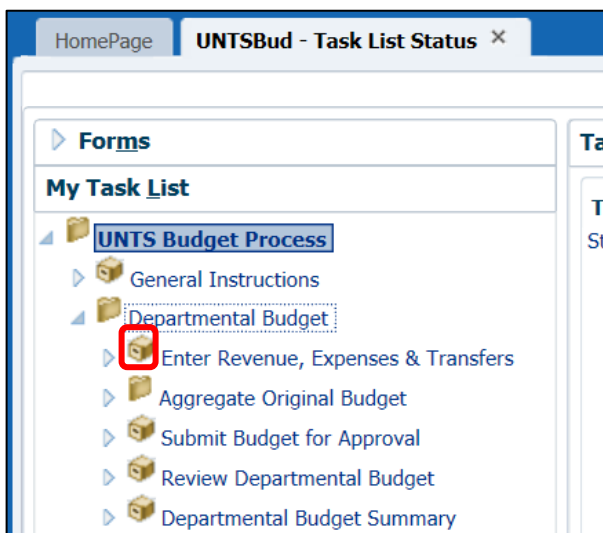 HomePage UNTSBud - Task List Status ×
Forms
My Task List
UNTS Budget Process
General Instructions
Departmental Budget
Enter Revenue, Expenses & Transfers
Aggregate Original Budget
Submit Budget for Approval
Review Departmental Budget
Departmental Budget Summary